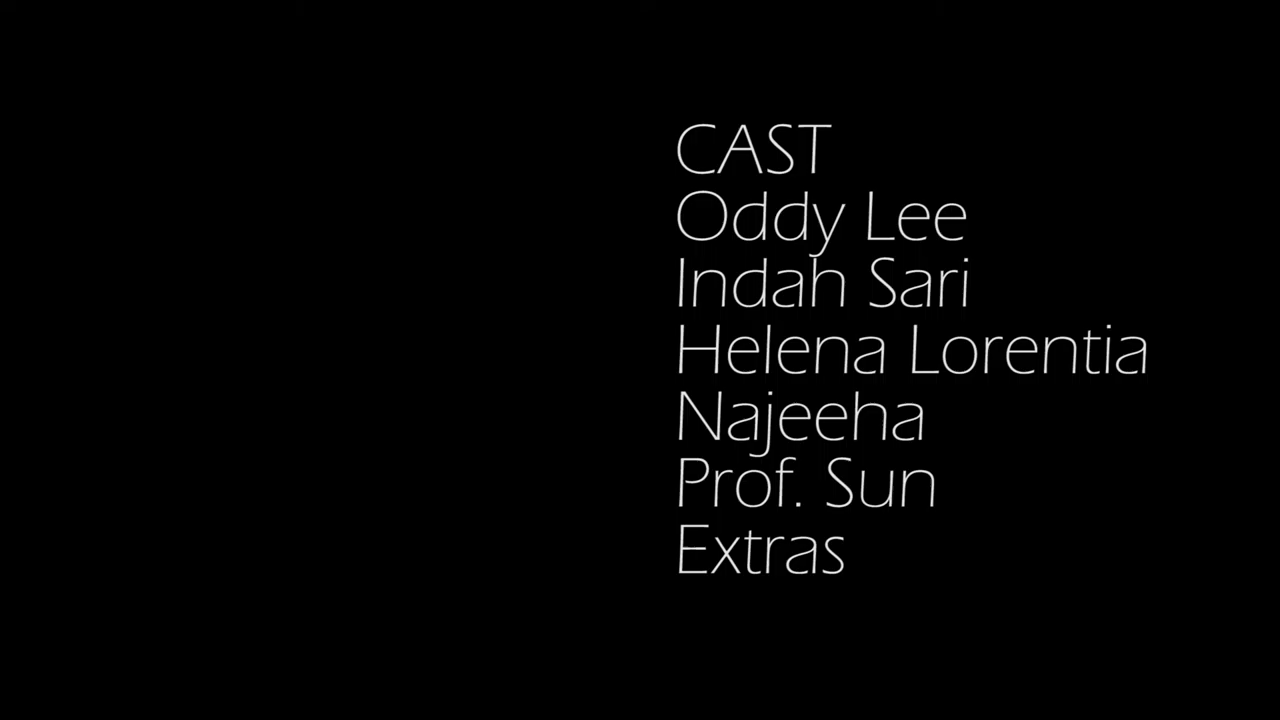 CAST
Oddy Lee
Indah Sari
Helena Lorentia
Najeeha
Prof. Sun
Extras